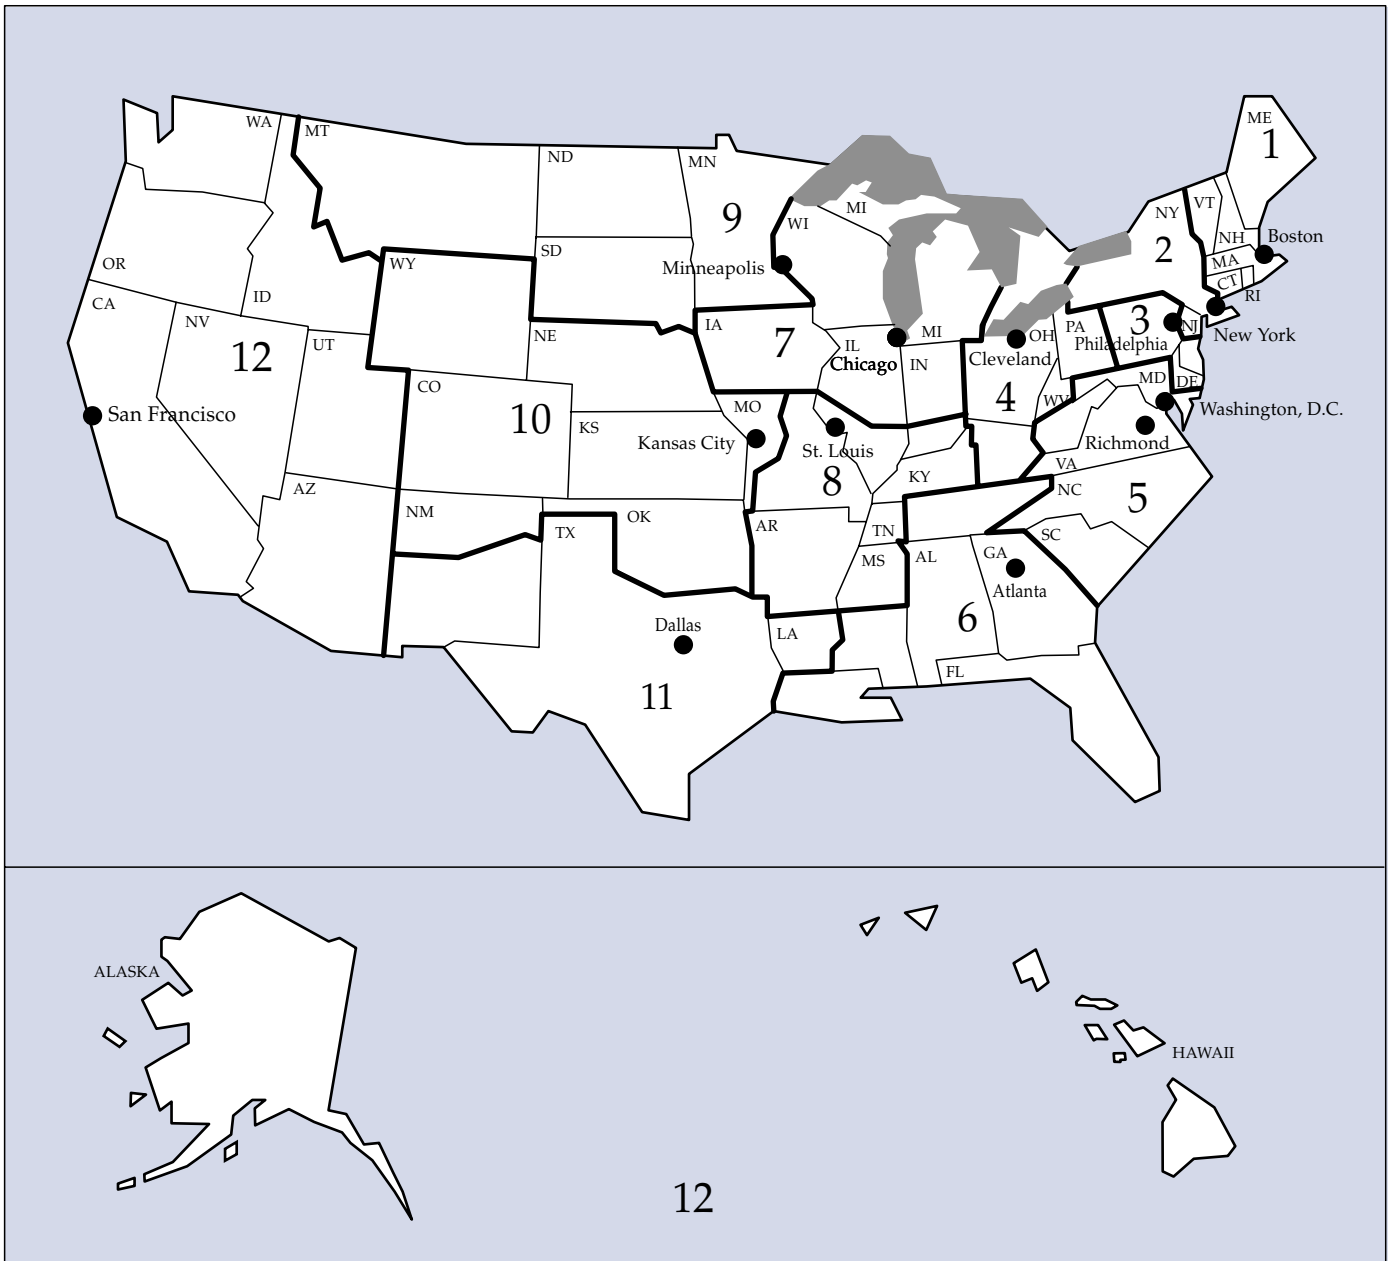 ME
1
WA
MT
ND
MN
MI
NY
VT
9
WI
2
NH
Boston
OR
WY
SD
Minneapolis
MA
CT
RI
CA
ID
NV
IA
7
MI
OH
PA
3
NJ
New York
12
UT
NE
IL
Chicago
IN
Cleveland
Philadelphia
CO
MO
4
WV
MD
DE
Washington, D.C.
San Francisco
10
KS
Kansas City
St. Louis
Richmond
8
KY
VA
AZ
NM
TX
OK
AR
TN
NC
5
MS
AL
GA
SC
Atlanta
Dallas
LA
6
FL
11
ALASKA
HAWAII
12